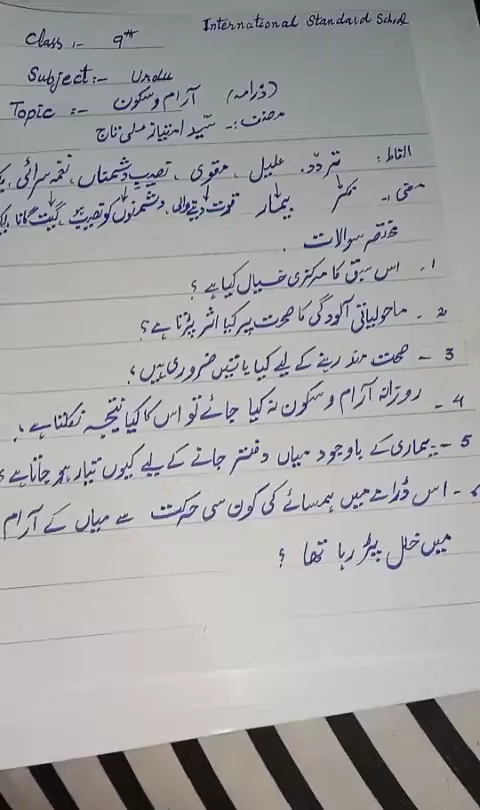 International Standard School
Class :- 9th
Subject :- Urdu
Topic :- آرام و سکون (ڈرامہ)
مصنف :- سیّد امتیاز علی تاج
الفاظ: تردّد، علیل، مقوی، نصیبِ دشمناں، نغمہ سرائی،
معنی :- فکر بیمار قوت دینے والی، دشمنوں کو نصیب ہو، گیت گانا
مختصر سوالات
1. اس سبق کا مرکزی خیال کیا ہے؟
2. ماحولیاتی آلودگی کا صحت پر کیا اثر پڑتا ہے؟
3 - صحت مند رہنے کے لیے کیا باتیں ضروری ہیں؟
4 - روزانہ آرام و سکون نہ کیا جائے تو اس کا کیا نتیجہ نکلتا ہے؟
5 - بیماری کے باوجود میاں دفتر جانے کے لیے کیوں تیار ہو جاتا ہے
- اس ڈرامے میں ہمسائے کی کون سی حرکت سے میاں کے آرام
میں خلل پڑ رہا تھا؟